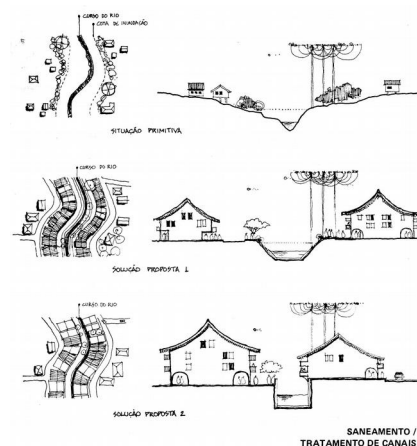 CURSO DO RIO
COTA DE INUNDAÇÃO
SITUAÇÃO PRIMITIVA
CURSO DO RIO
SOLUÇÃO PROPOSTA 1
CURSO DO RIO
SOLUÇÃO PROPOSTA 2
SANEAMENTO /
TRATAMENTO DE CANAIS